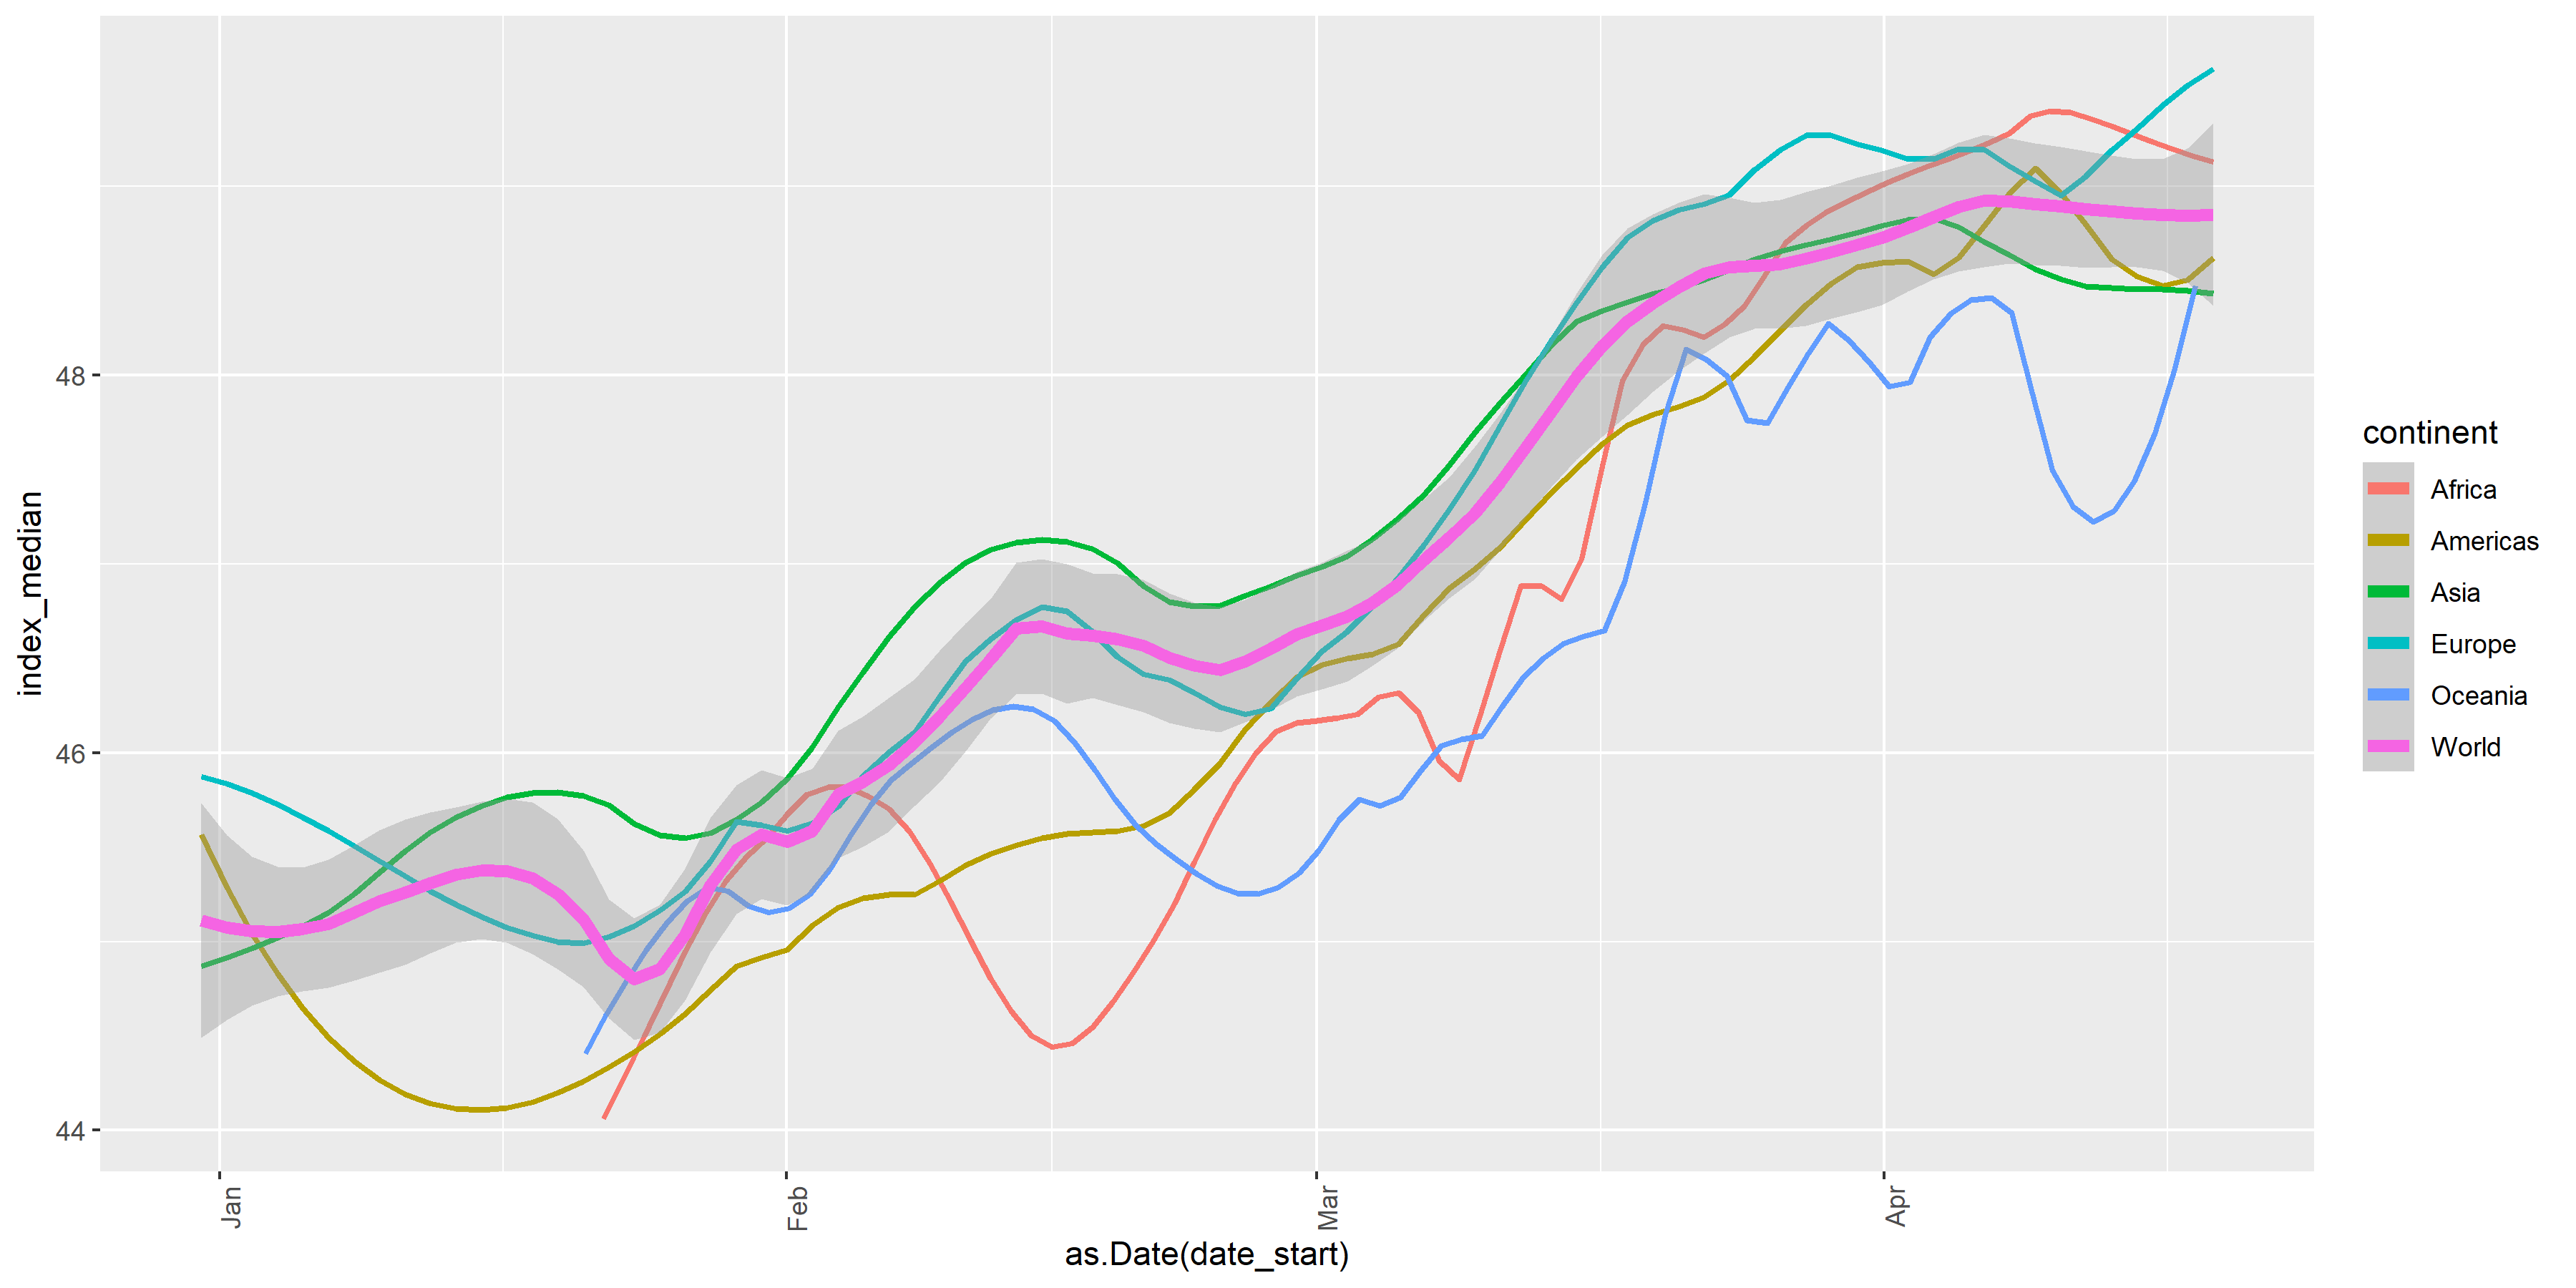 index_median
48
46
44
Jan
Feb
Mar
Apr
as.Date(date_start)
continent
Africa
Americas
Asia
Europe
Oceania
World